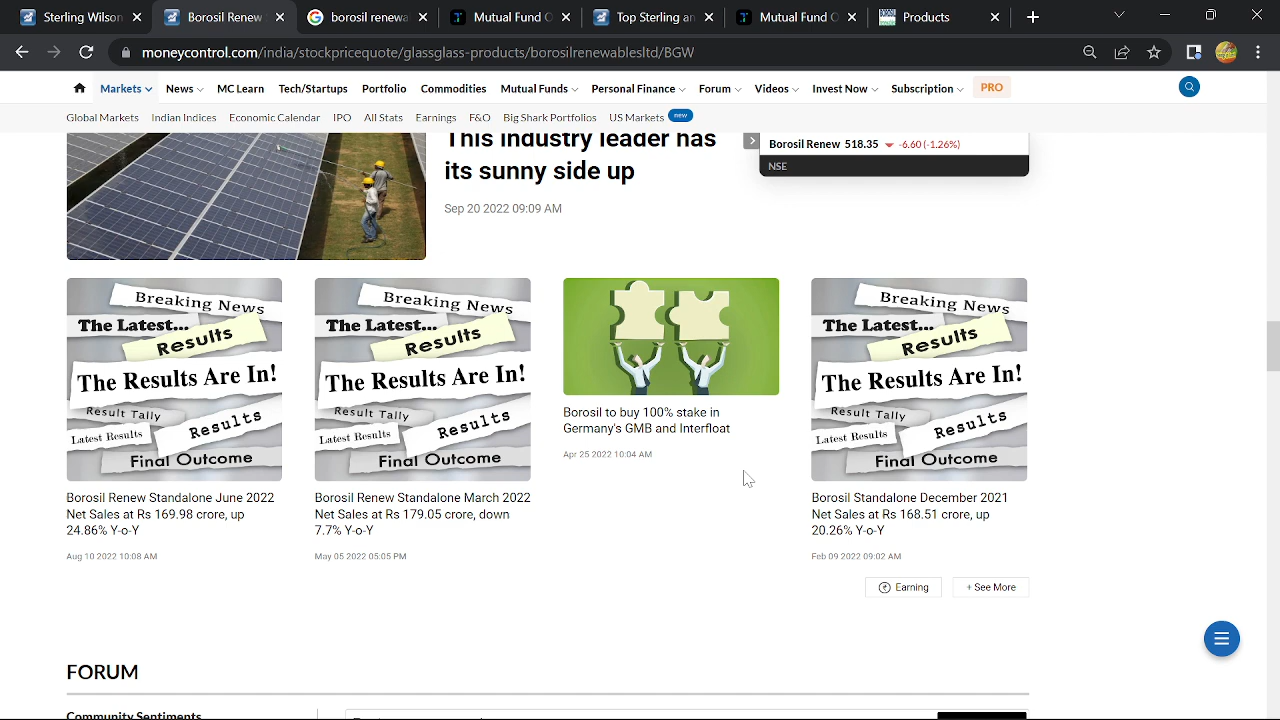 Sterling Wilson
Borosil Renew
borosil renewa
Mutual Fund O
Top Sterling an
Mutual Fund O
Products
moneycontrol.com/india/stockpricequote/glassglass-products/borosilrenewablesltd/BGW
Markets News MC Learn Tech/Startups Portfolio Commodities Mutual Funds Personal Finance Forum Videos Invest Now Subscription PRO
Global Markets Indian Indices Economic Calendar IPO All Stats Earnings F&O Big Shark Portfolios US Markets new
This industry leader has
its sunny side up
Sep 20 2022 09:09 AM
Borosil Renew 518.35 -6.60 (-1.26%)
NSE
Breaking News
The Latest...
Results
The Results Are In!
Result Tally
Results
Latest Results
Final Outcome
Borosil Renew Standalone June 2022
Net Sales at Rs 169.98 crore, up
24.86% Y-o-Y
Aug 10 2022 10:08 AM
Breaking News
The Latest...
Results
The Results Are In!
Result Tally
Results
Latest Results
Final Outcome
Borosil Renew Standalone March 2022
Net Sales at Rs 179.05 crore, down
7.7% Y-o-Y
May 05 2022 05:05 PM
Borosil to buy 100% stake in
Germany's GMB and Interfloat
Apr 25 2022 10:04 AM
Breaking News
The Latest...
Results
The Results Are In!
Result Tally
Results
Latest Results
Final Outcome
Borosil Standalone December 2021
Net Sales at Rs 168.51 crore, up
20.26% Y-o-Y
Feb 09 2022 09:02 AM
Earning
+ See More
FORUM
Community Sentiments